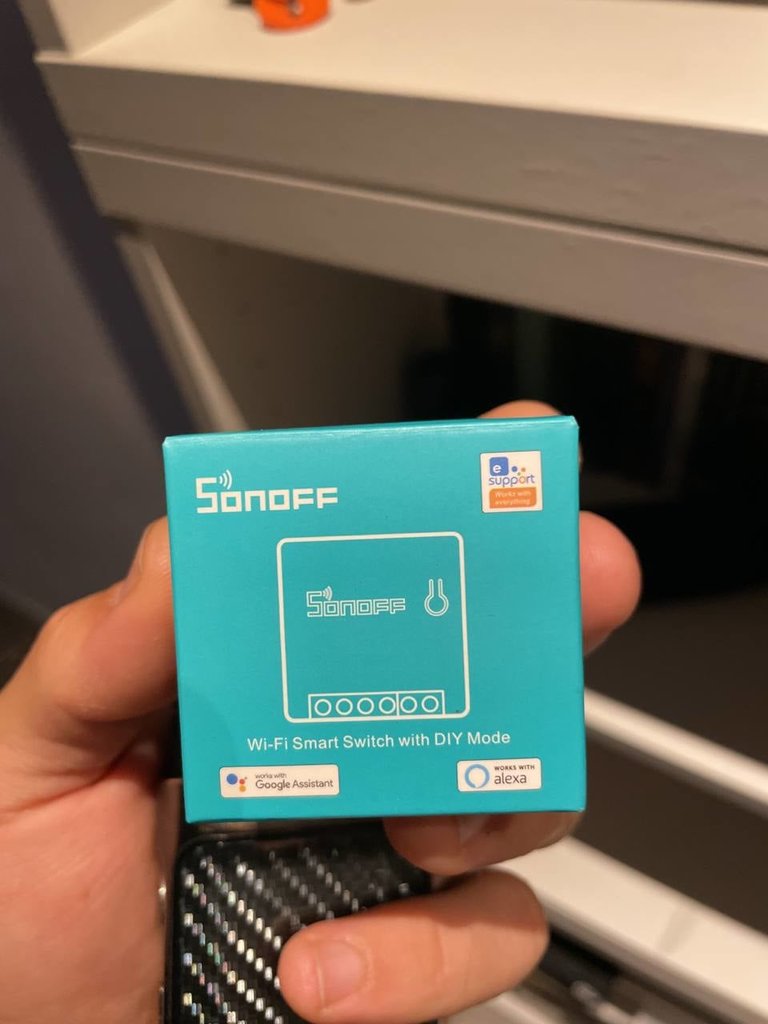 SONOFF
e
support
Works with
everything
SONOFF
Wi-Fi Smart Switch with DIY Mode
works with
Google Assistant
WORKS WITH
alexa